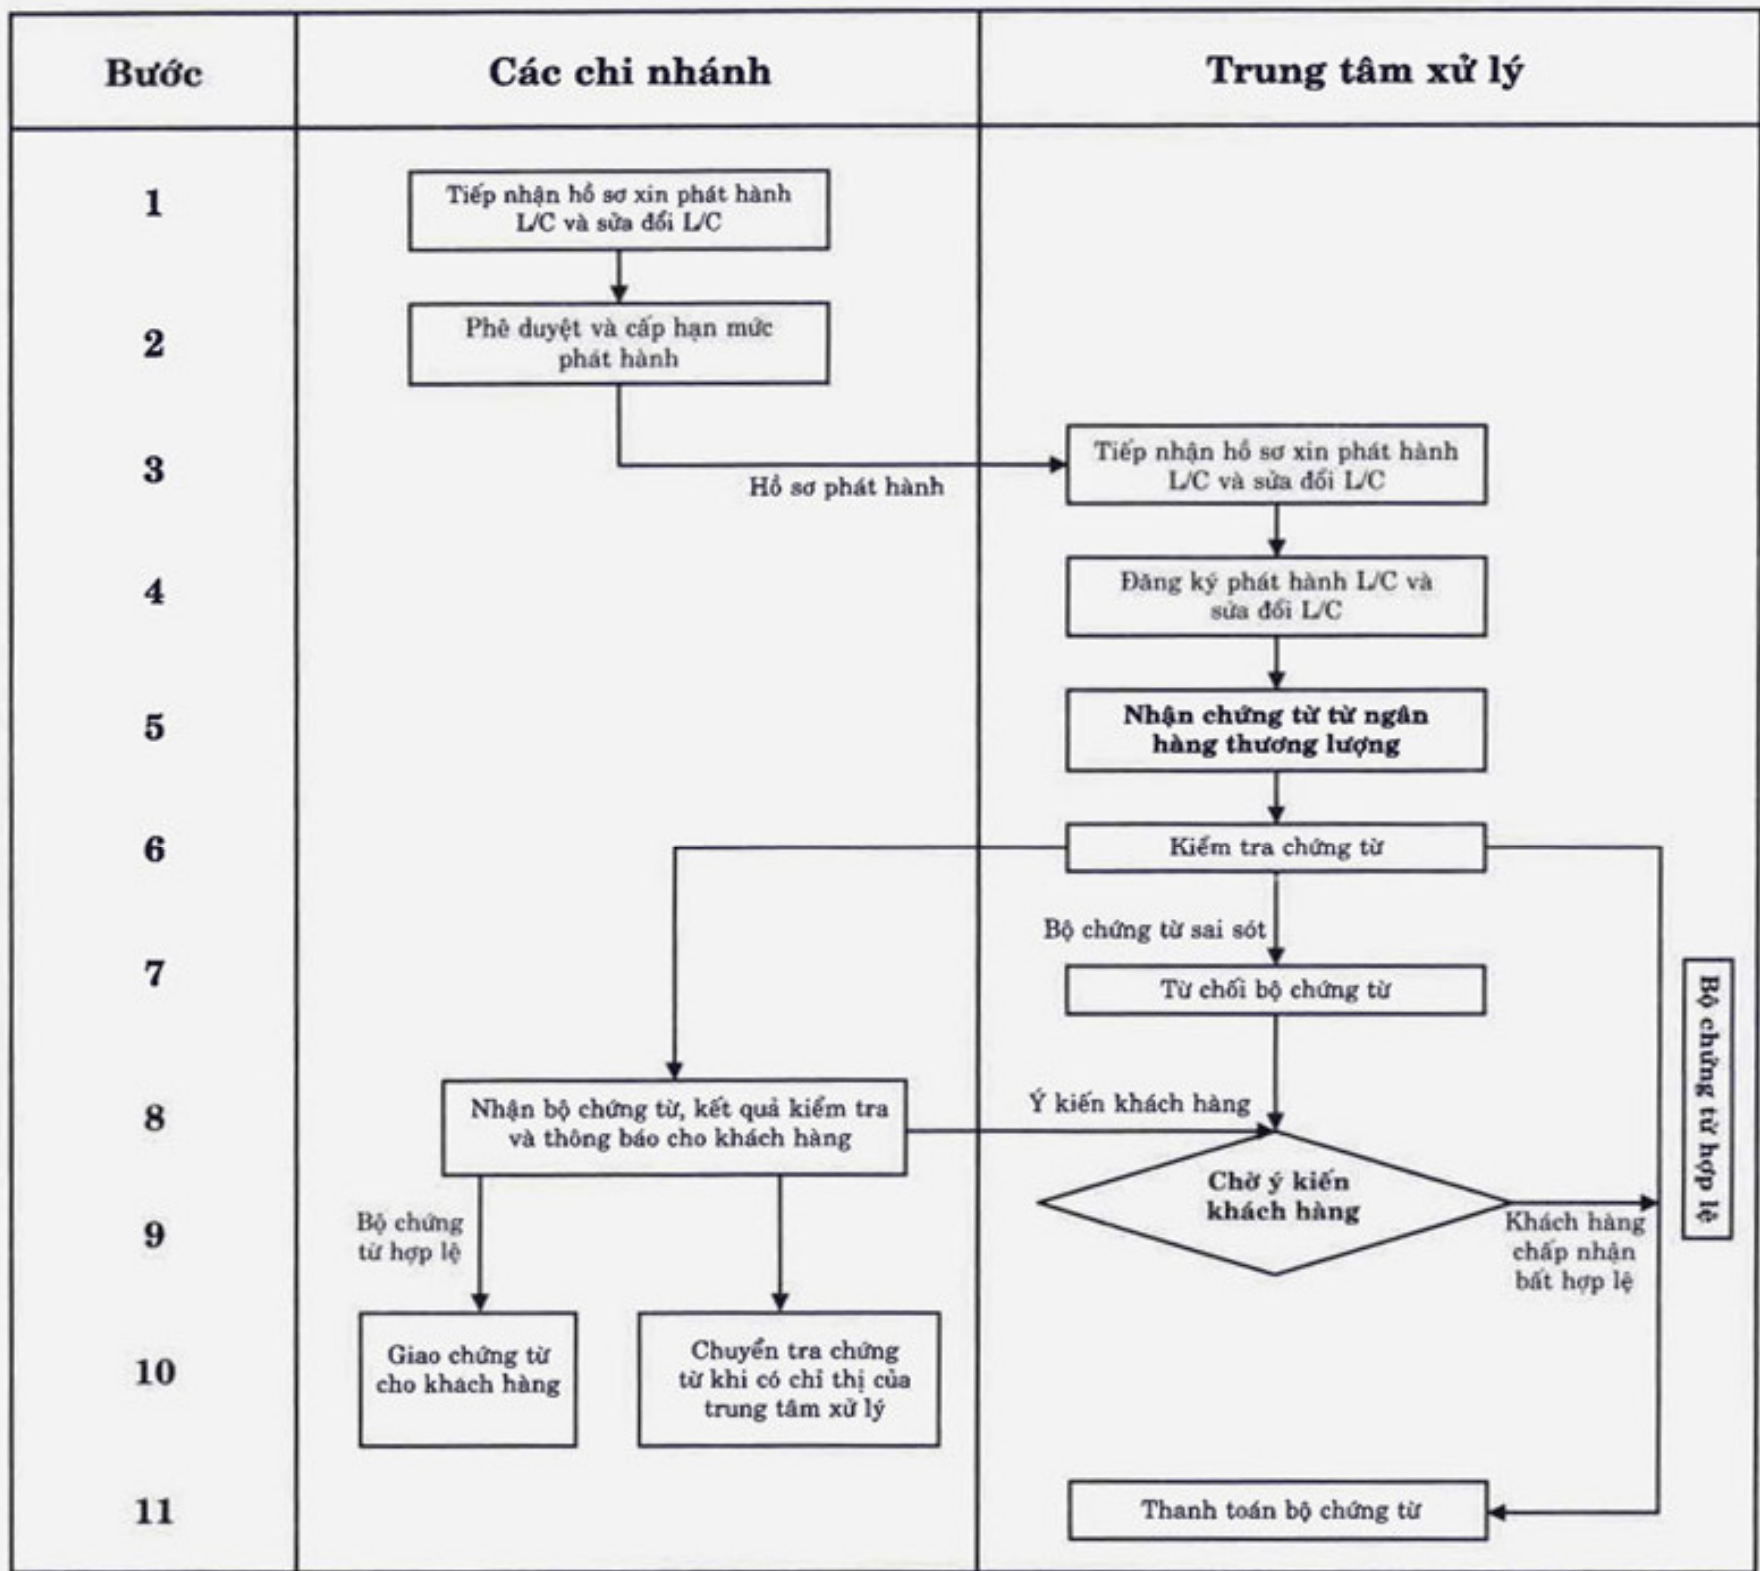 Bước
Các chi nhánh
Trung tâm xử lý
1
Tiếp nhận hồ sơ xin phát hành
L/C và sửa đổi L/C
2
Phê duyệt và cấp hạn mức
phát hành
3
Hồ sơ phát hành
Tiếp nhận hồ sơ xin phát hành
L/C và sửa đổi L/C
4
Đăng ký phát hành L/C và
sửa đổi L/C
5
Nhận chứng từ từ ngân
hàng thương lượng
6
Kiểm tra chứng từ
Bộ chứng từ sai sót
7
Từ chối bộ chứng từ
Bộ chứng từ hợp lệ
8
Nhận bộ chứng từ, kết quả kiểm tra
và thông báo cho khách hàng
Ý kiến khách hàng
9
Bộ chứng
từ hợp lệ
Chờ ý kiến
khách hàng
Khách hàng
chấp nhận
bất hợp lệ
10
Giao chứng từ
cho khách hàng
Chuyển tra chứng
từ khi có chỉ thị của
trung tâm xử lý
11
Thanh toán bộ chứng từ